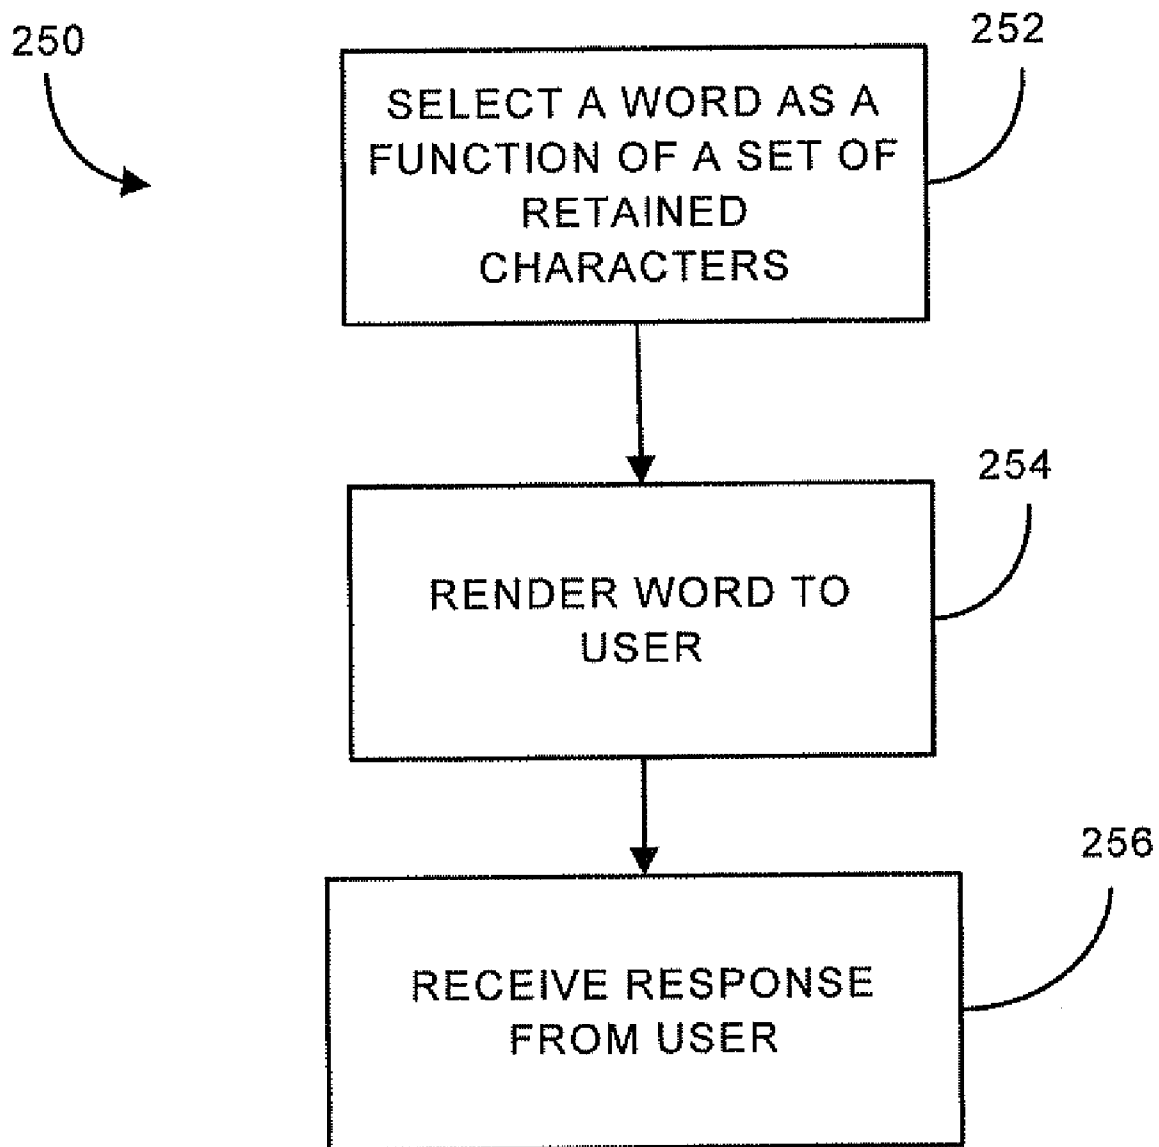 250
252
SELECT A WORD AS A
FUNCTION OF A SET OF
RETAINED
CHARACTERS
254
RENDER WORD TO
USER
256
RECEIVE RESPONSE
FROM USER